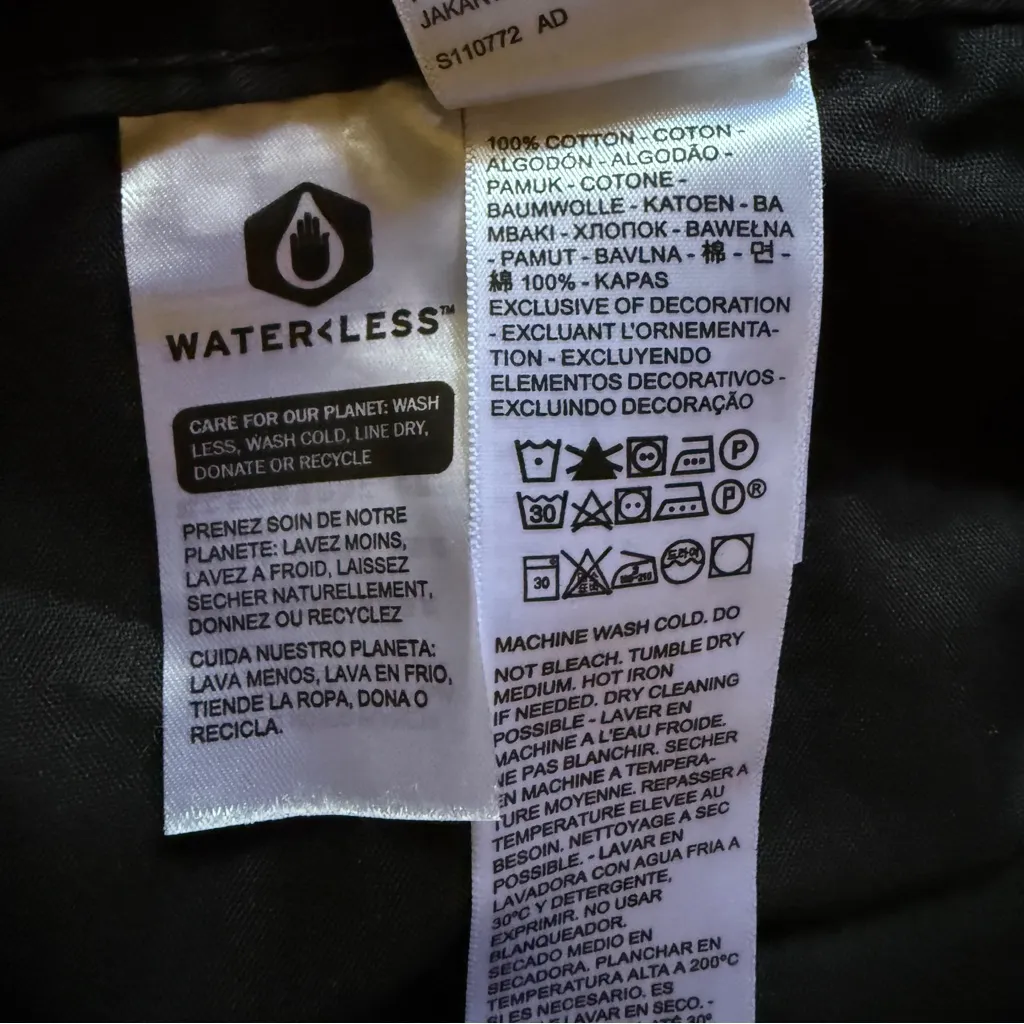 S110772 AD
WATER<LESS™
CARE FOR OUR PLANET: WASH
LESS, WASH COLD, LINE DRY,
DONATE OR RECYCLE
PRENEZ SOIN DE NOTRE
PLANETE: LAVEZ MOINS,
LAVEZ A FROID, LAISSEZ
SECHER NATURELLEMENT,
DONNEZ OU RECYCLEZ
CUIDA NUESTRO PLANETA:
LAVA MENOS, LAVA EN FRIO,
TIENDE LA ROPA, DONA O
RECICLA.
100% COTTON - COTON -
ALGODÓN - ALGODÃO -
PAMUK - COTONE -
BAUMWOLLE - KATOEN - BA
MBAKI - ХЛОПОК - BAWEŁNA
- PAMUT - BAVLNA - 棉 - 면 -
綿 100% - KAPAS
EXCLUSIVE OF DECORATION
- EXCLUANT L'ORNEMENTA-
TION - EXCLUYENDO
ELEMENTOS DECORATIVOS -
EXCLUINDO DECORAÇÃO
P
30 P®
30 드라이
MACHINE WASH COLD. DO
NOT BLEACH. TUMBLE DRY
MEDIUM. HOT IRON
IF NEEDED. DRY CLEANING
POSSIBLE - LAVER EN
MACHINE A L'EAU FROIDE.
NE PAS BLANCHIR. SECHER
EN MACHINE A TEMPERA-
TURE MOYENNE. REPASSER A
TEMPERATURE ELEVEE AU
BESOIN. NETTOYAGE A SEC
POSSIBLE. - LAVAR EN
LAVADORA CON AGUA FRIA A
30ºC Y DETERGENTE,
EXPRIMIR. NO USAR
BLANQUEADOR.
SECADO MEDIO EN
SECADORA. PLANCHAR EN
TEMPERATURA ALTA A 200°C
SI ES NECESARIO. ES
LAVAR EN SECO. -